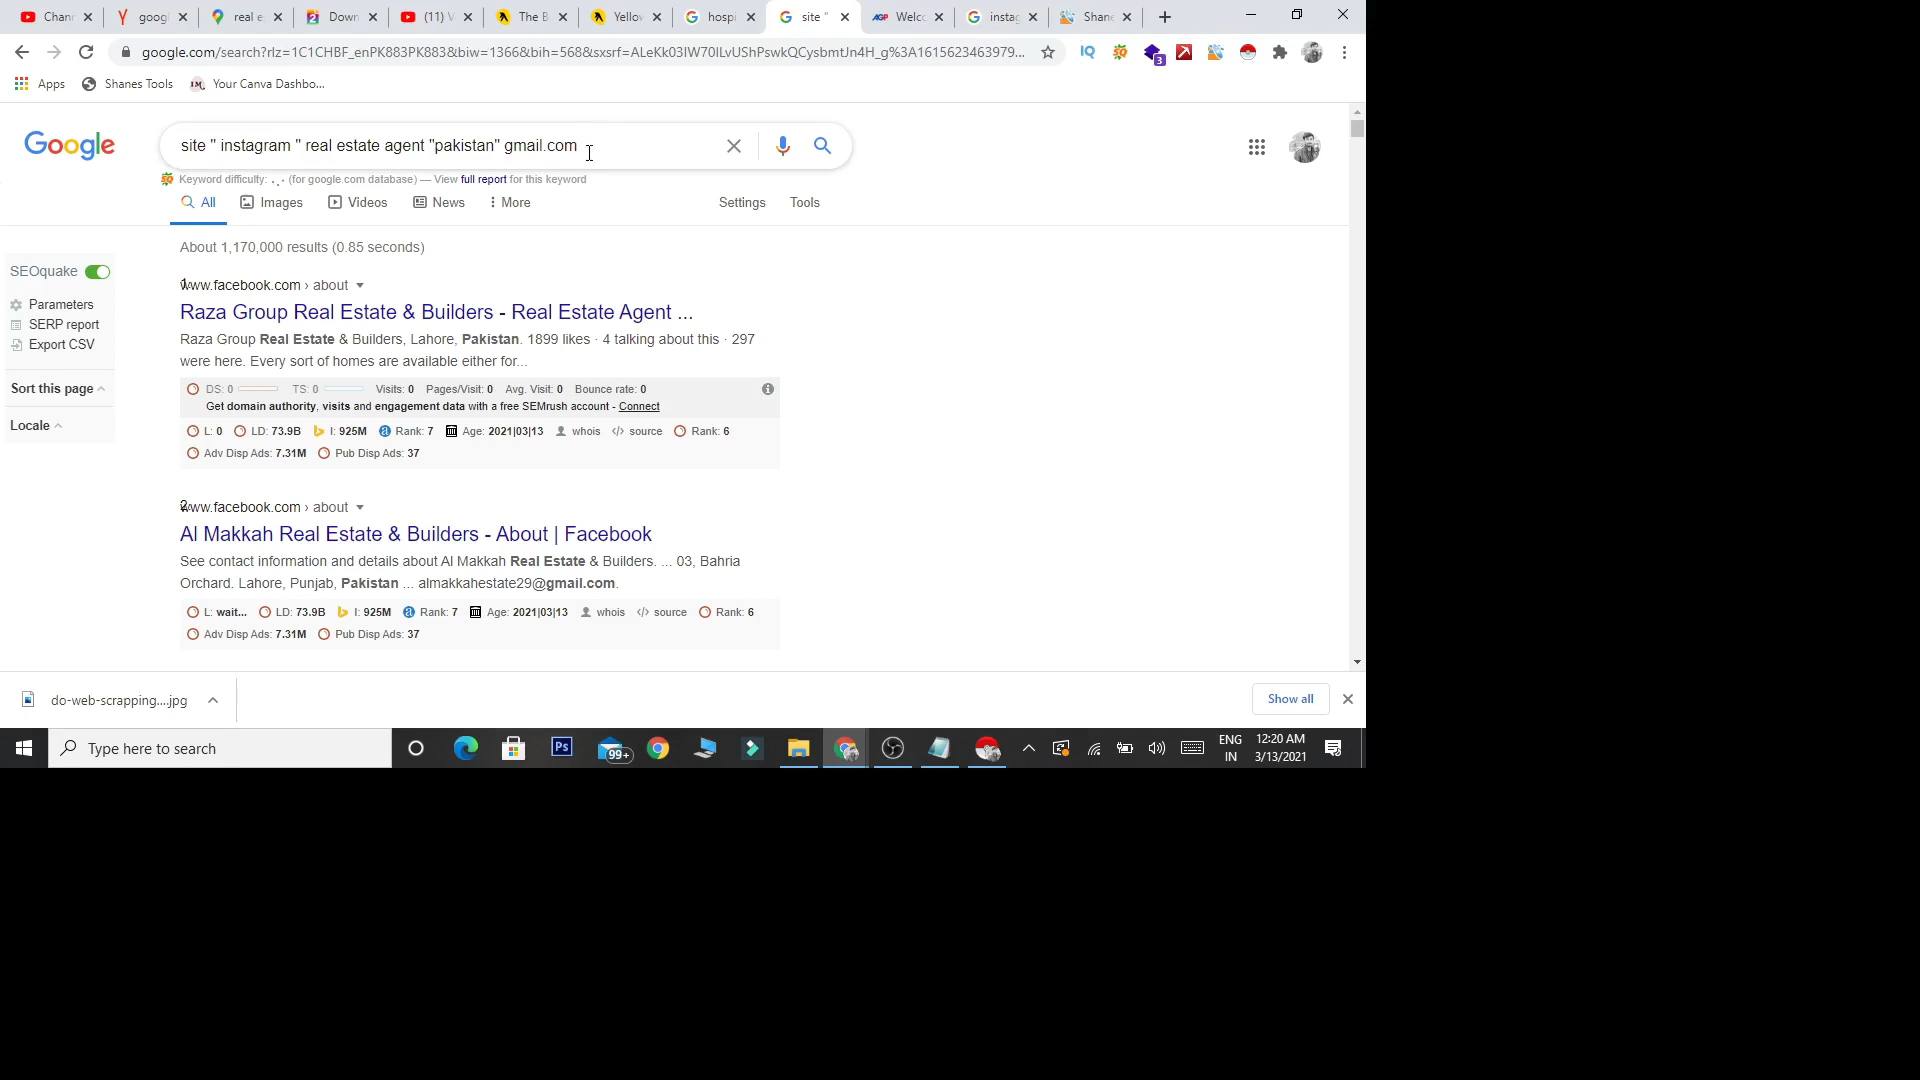 Chann
googl
real e
Down
(11) V
The B
Yellov
hospi
site "
AGP Welco
instag
Shane
google.com/search?rlz=1C1CHBF_enPK883PK883&biw=1366&bih=568&sxsrf=ALeKk03IW70ILvUShPswkQCysbmtJn4H_g%3A1615623463979...
IQ
3
Apps
Shanes Tools
Your Canva Dashbo...
Google
site " instagram " real estate agent "pakistan" gmail.com
Keyword difficulty: (for google.com database) — View full report for this keyword
All
Images
Videos
News
More
Settings
Tools
About 1,170,000 results (0.85 seconds)
SEOquake
Parameters
SERP report
Export CSV
Sort this page
Locale
1
www.facebook.com › about
Raza Group Real Estate & Builders - Real Estate Agent ...
Raza Group Real Estate & Builders, Lahore, Pakistan. 1899 likes · 4 talking about this · 297
were here. Every sort of homes are available either for...
DS: 0 TS: 0 Visits: 0 Pages/Visit: 0 Avg. Visit: 0 Bounce rate: 0
Get domain authority, visits and engagement data with a free SEMrush account - Connect
L: 0 LD: 73.9B I: 925M Rank: 7 Age: 2021|03|13 whois </> source Rank: 6
Adv Disp Ads: 7.31M Pub Disp Ads: 37
2
www.facebook.com › about
Al Makkah Real Estate & Builders - About | Facebook
See contact information and details about Al Makkah Real Estate & Builders. ... 03, Bahria
Orchard. Lahore, Punjab, Pakistan ... almakkahestate29@gmail.com.
L: wait... LD: 73.9B I: 925M Rank: 7 Age: 2021|03|13 whois </> source Rank: 6
Adv Disp Ads: 7.31M Pub Disp Ads: 37
do-web-scrapping....jpg
Show all
Type here to search
Ps
99+
ENG
IN
12:20 AM
3/13/2021